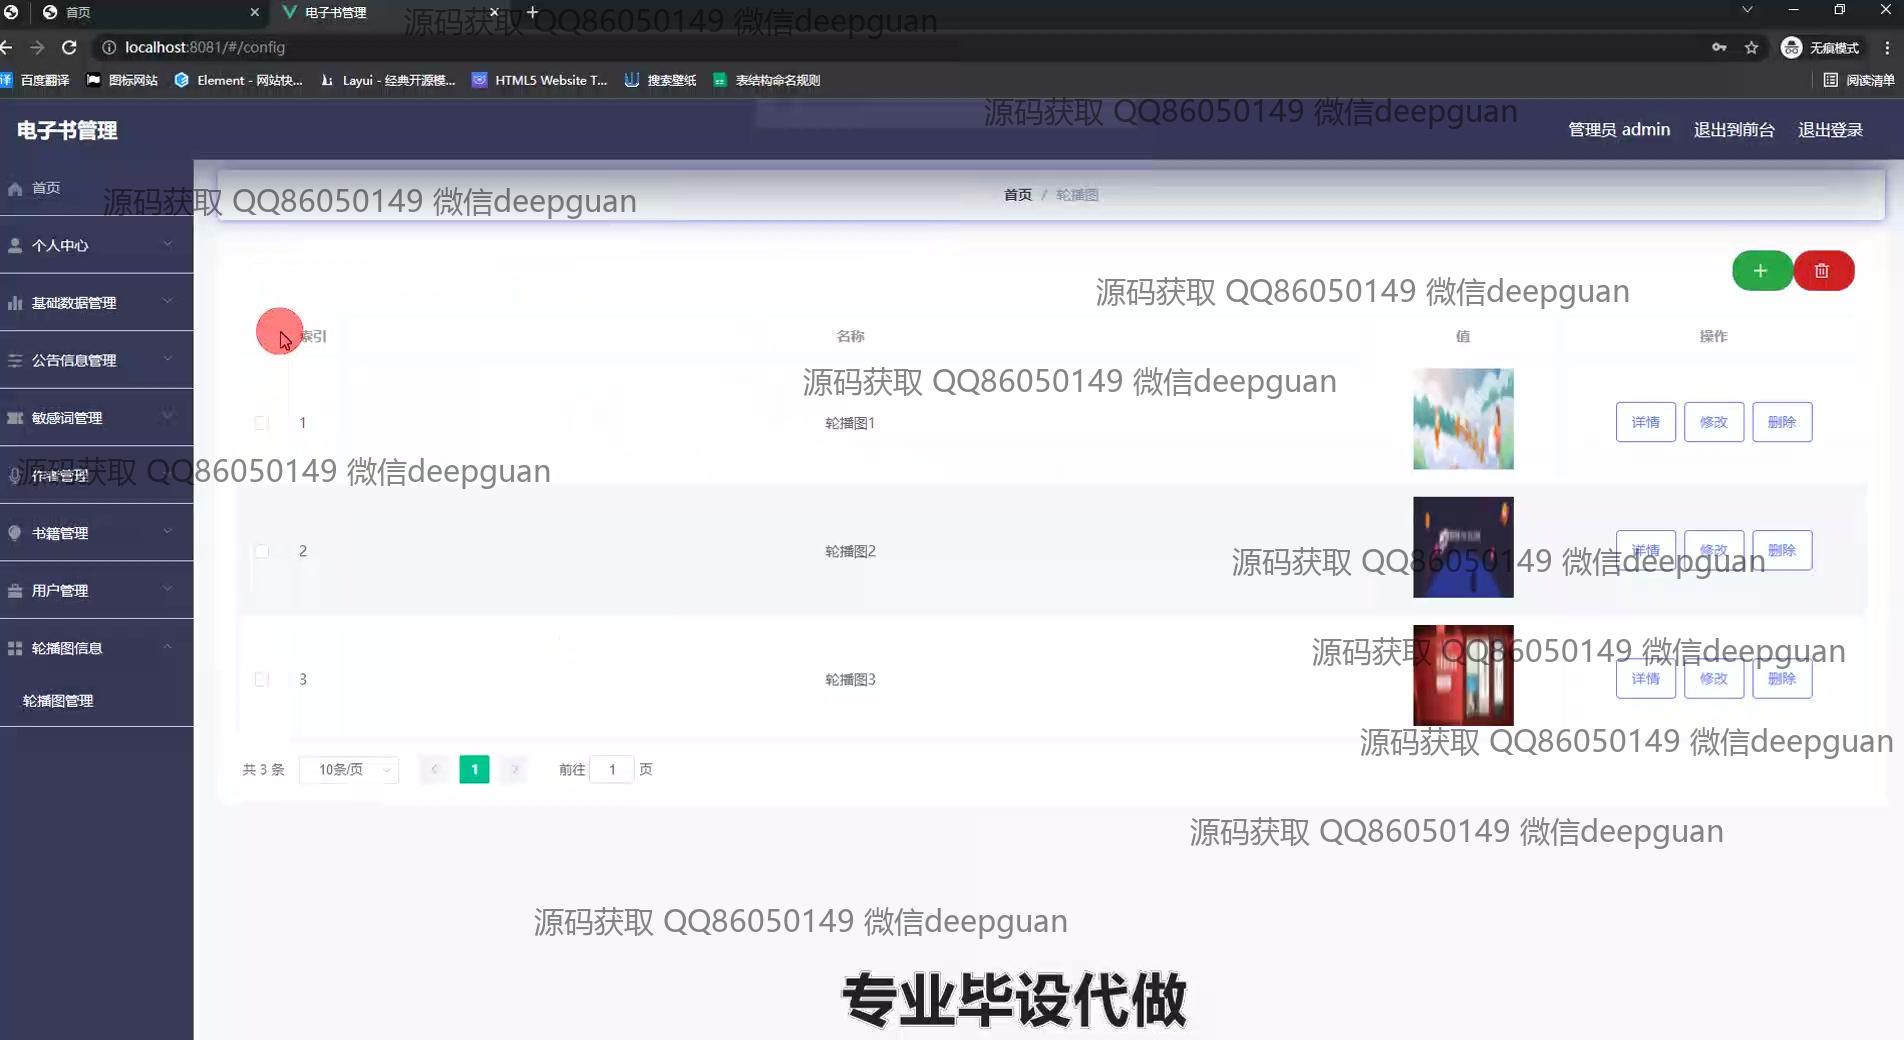 首页
电子书管理
源码获取 QQ86050149 微信deepguan
localhost:8081/#/config
无痕模式
译 百度翻译
图标网站
Element - 网站快...
Layui - 经典开源模...
HTML5 Website T...
搜索壁纸
表结构命名规则
阅读清单
源码获取 QQ86050149 微信deepguan
电子书管理
管理员 admin
退出到前台
退出登录
首页
源码获取 QQ86050149 微信deepguan
首页 / 轮播图
个人中心
源码获取 QQ86050149 微信deepguan
基础数据管理
索引
名称
值
操作
公告信息管理
源码获取 QQ86050149 微信deepguan
敏感词管理
1
轮播图1
详情
修改
删除
作者管理
源码获取 QQ86050149 微信deepguan
书籍管理
2
轮播图2
详情
修改
删除
源码获取 QQ86050149 微信deepguan
用户管理
轮播图信息
源码获取 QQ86050149 微信deepguan
3
轮播图3
详情
修改
删除
轮播图管理
源码获取 QQ86050149 微信deepguan
共 3 条
10条/页
1
前往 1 页
源码获取 QQ86050149 微信deepguan
源码获取 QQ86050149 微信deepguan
专业毕设代做